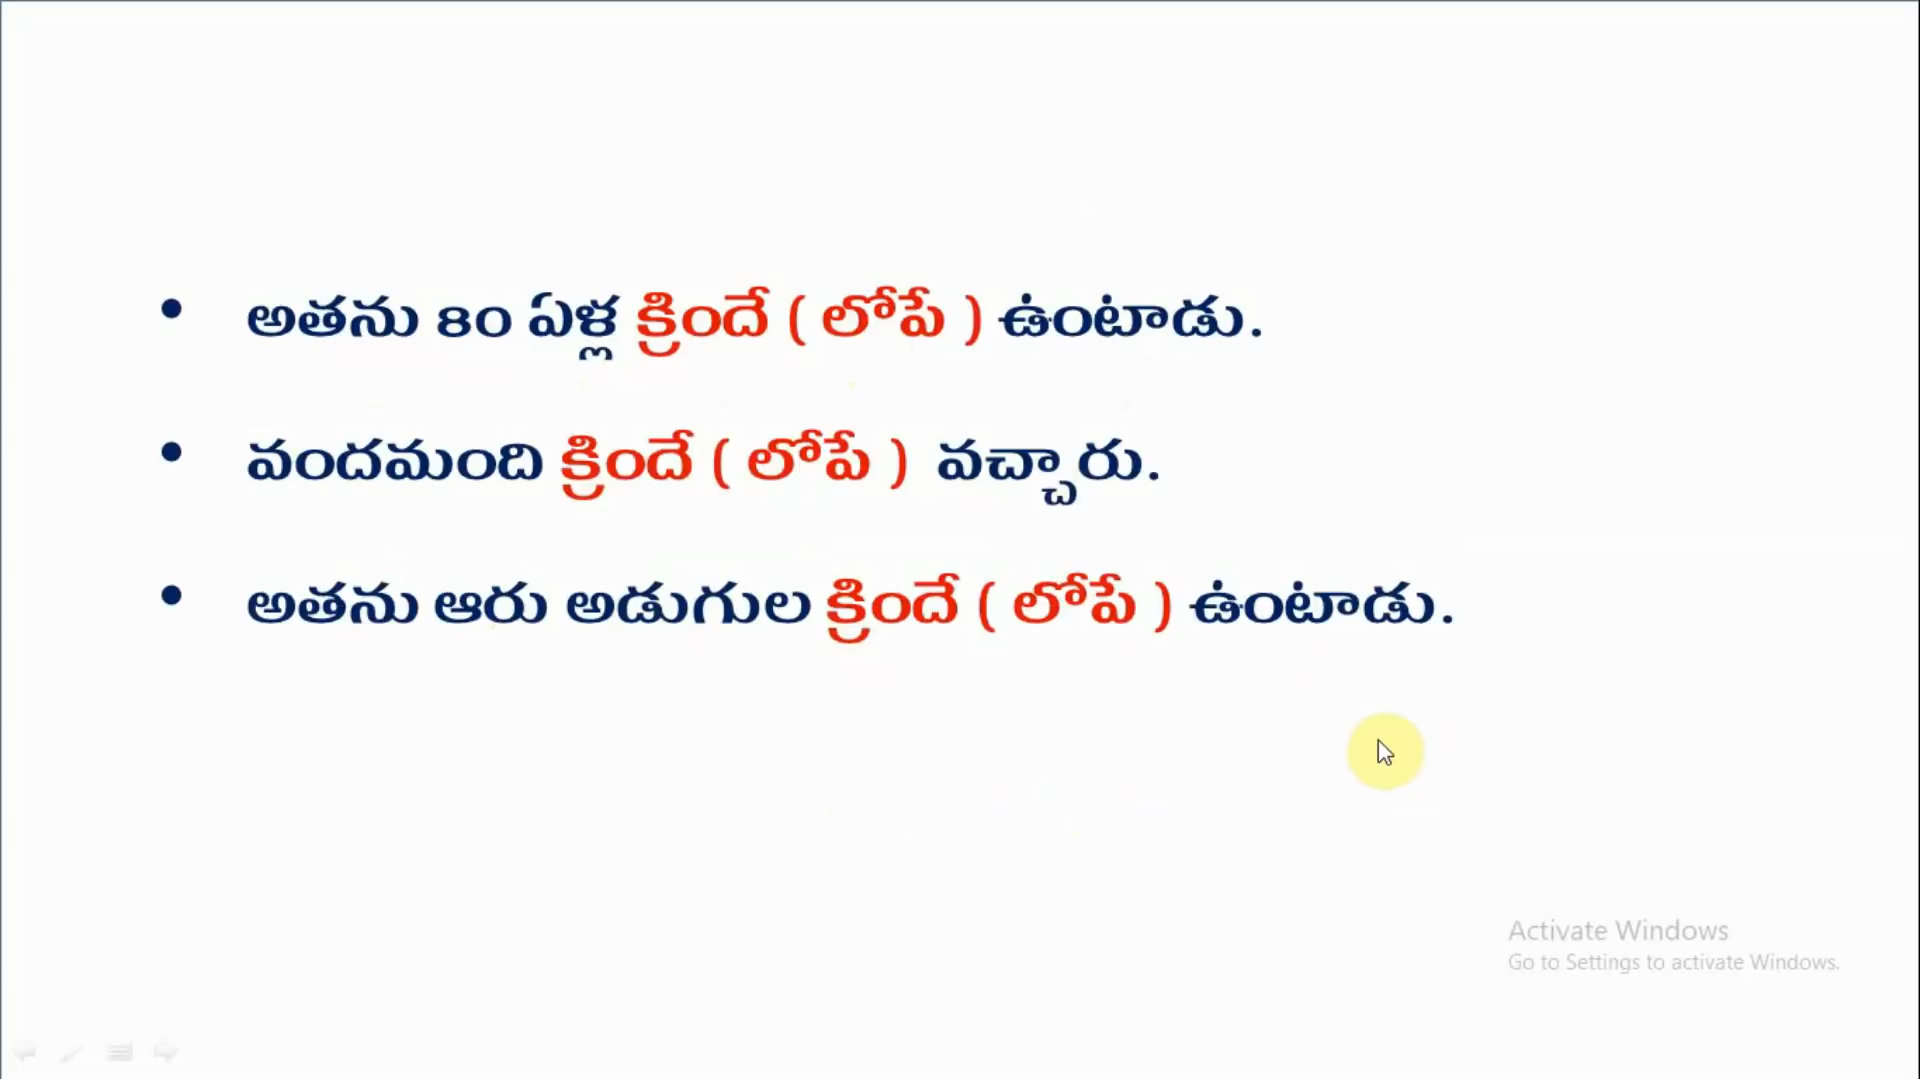 • అతను 80 ఏళ్ల క్రిందే ( లోపే ) ఉంటాడు.
• వందమంది క్రిందే ( లోపే ) వచ్చారు.
• అతను ఆరు అడుగుల క్రిందే ( లోపే ) ఉంటాడు.
Activate Windows
Go to Settings to activate Windows.